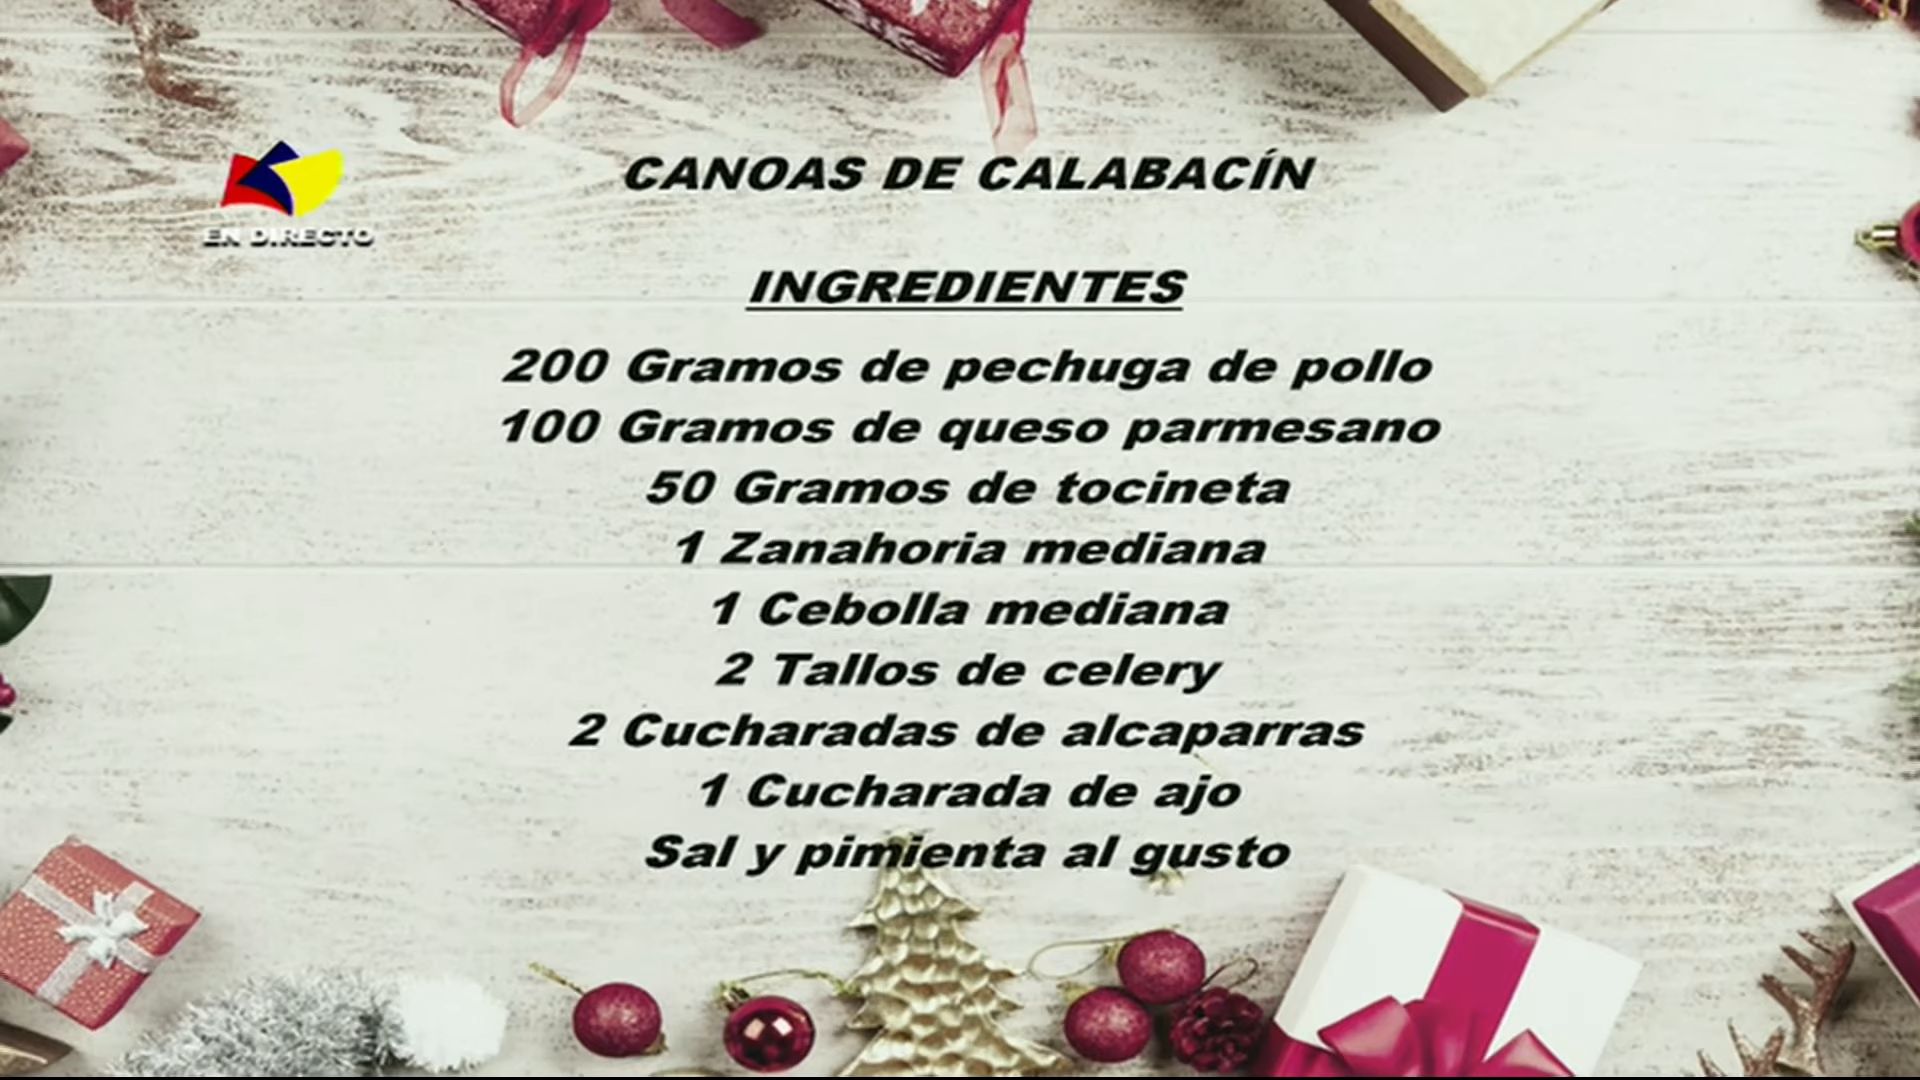 CANOAS DE CALABACÍN
EN DIRECTO
INGREDIENTES
200 Gramos de pechuga de pollo
100 Gramos de queso parmesano
50 Gramos de tocineta
1 Zanahoria mediana
1 Cebolla mediana
2 Tallos de celery
2 Cucharadas de alcaparras
1 Cucharada de ajo
Sal y pimienta al gusto